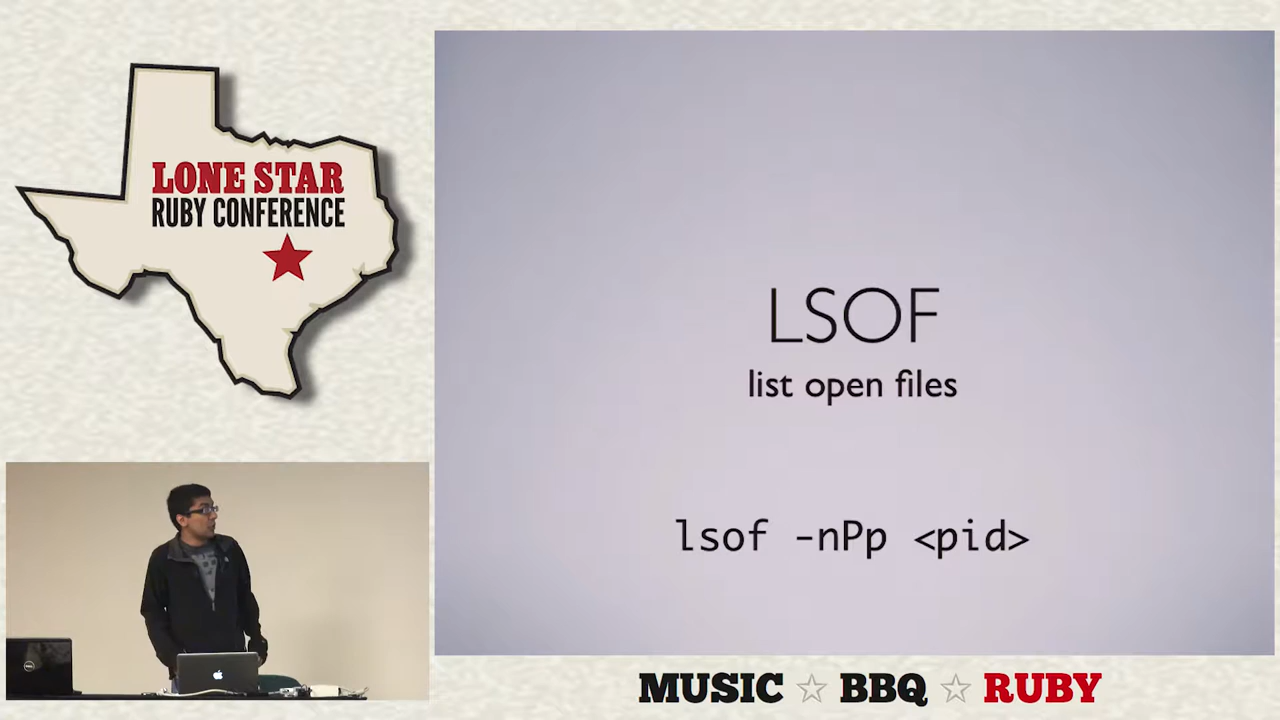 LONE STAR
RUBY CONFERENCE
LSOF
list open files
lsof -nPp <pid>
MUSIC ☆ BBQ ☆ RUBY